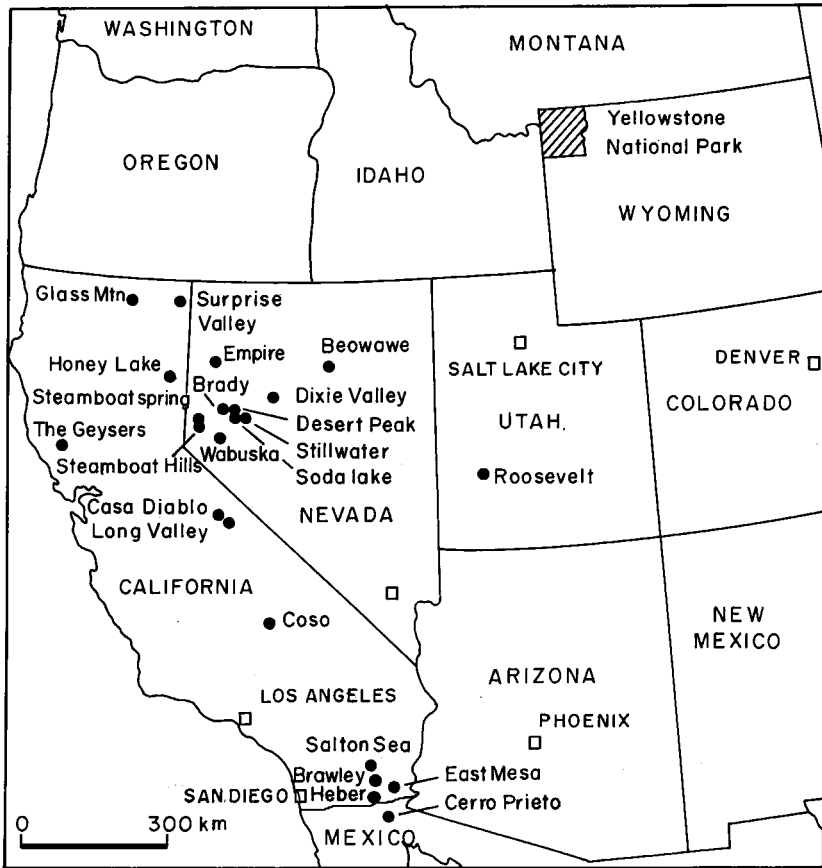 WASHINGTON
MONTANA
Yellowstone
National Park
OREGON
IDAHO
WYOMING
Glass Mtn
Surprise
Valley
Honey Lake
Empire
Beowawe
SALT LAKE CITY
DENVER
Steamboat spring
Brady
Dixie Valley
COLORADO
UTAH.
Desert Peak
The Geysers
Stillwater
Steamboat Hills
Wabuska
Soda lake
Roosevelt
Casa Diablo
Long Valley
NEVADA
CALIFORNIA
Coso
NEW
MEXICO
LOS ANGELES
ARIZONA
PHOENIX
Salton Sea
Brawley
East Mesa
SAN.DIEGO
Heber
Cerro Prieto
0 300 km
MEXICO